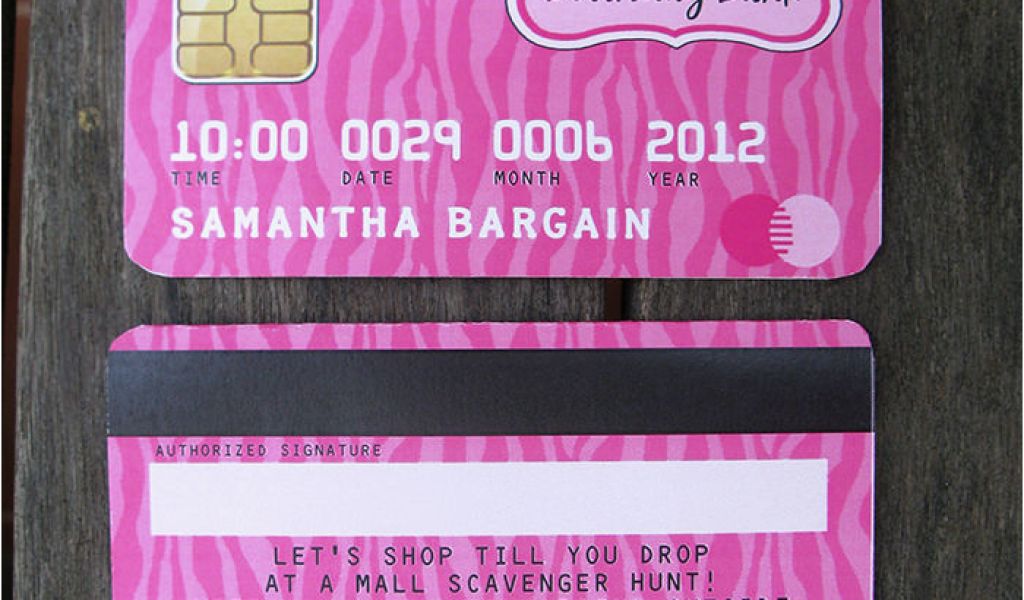 10:00 0029 0006 2012
TIME DATE MONTH YEAR
SAMANTHA BARGAIN
AUTHORIZED SIGNATURE
LET'S SHOP TILL YOU DROP
AT A MALL SCAVENGER HUNT!